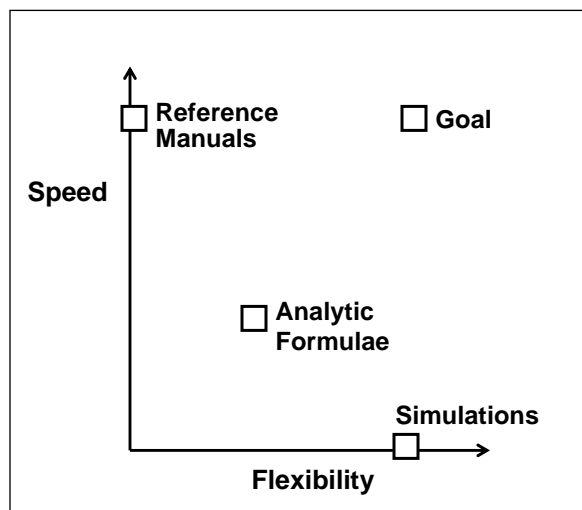 Reference
Manuals
Goal
Speed
Analytic
Formulae
Simulations
Flexibility